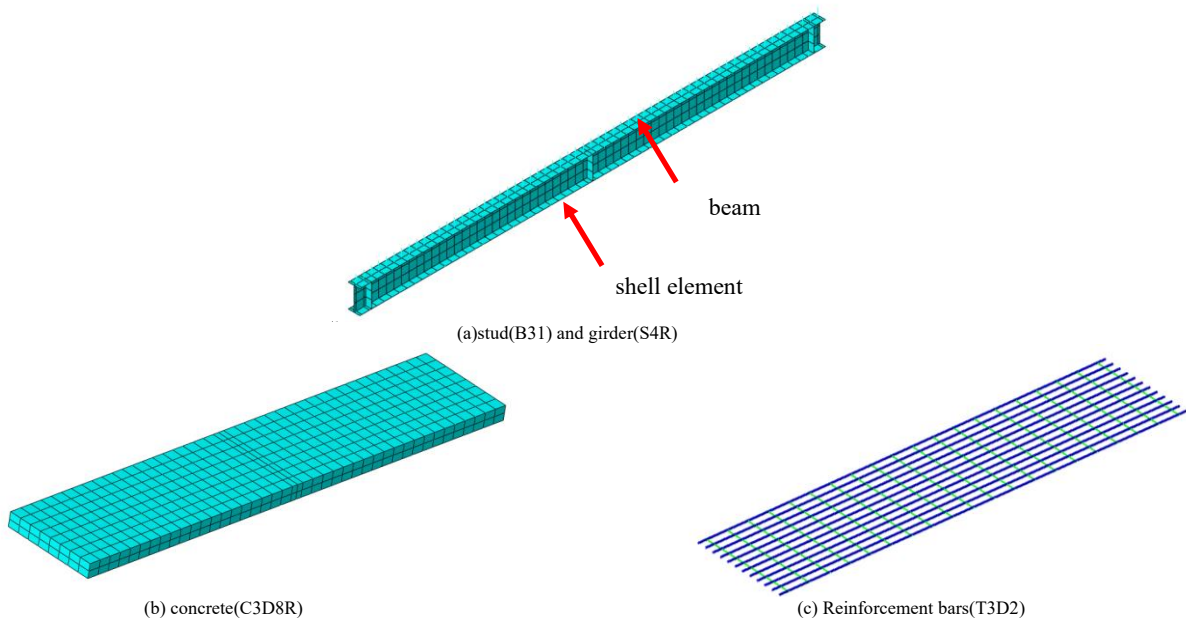 beam
shell element
(a)stud(B31) and girder(S4R)
(b) concrete(C3D8R)
(c) Reinforcement bars(T3D2)